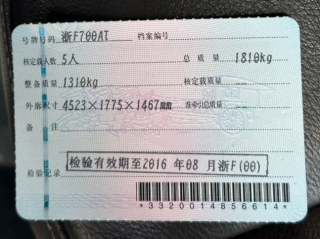 号牌号码 浙F700AT 档案编号
核定载人数 5人 总质量 1810kg
整备质量 1310kg 核定载质量
外廓尺寸 4523×1775×1467mm 准牵引总质量
备注
检验记录 检验有效期至2016 年08 月浙F(00)
*3320014856614*